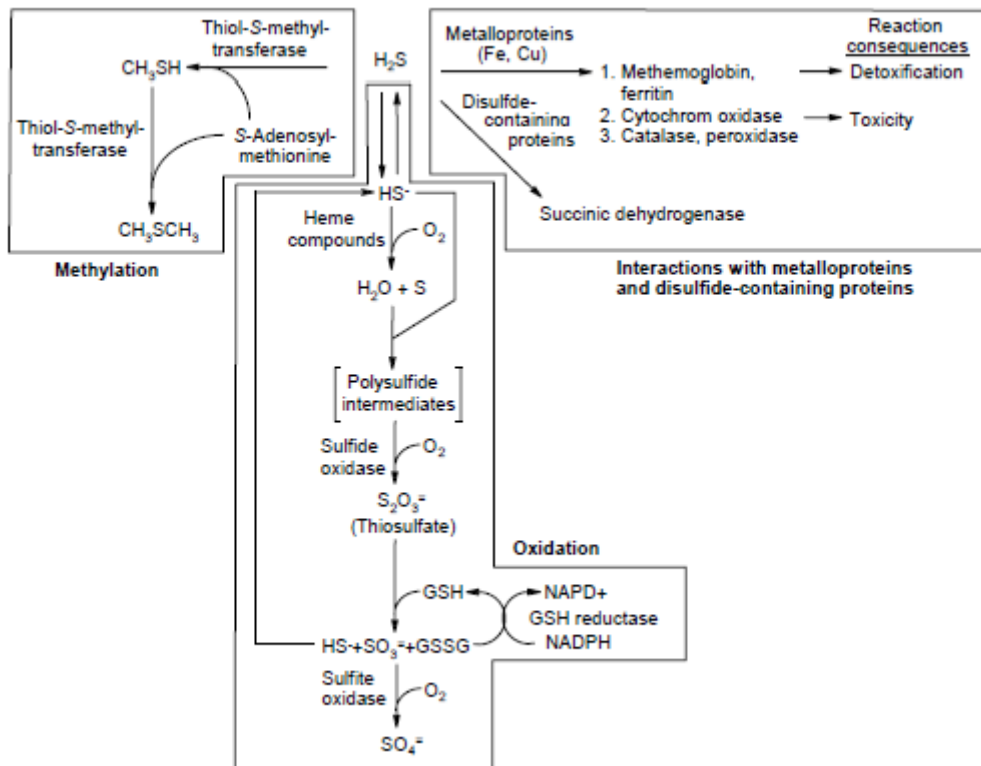 Thiol-S-methyl-
transferase
CH₃SH
Thiol-S-methyl-
transferase
S-Adenosyl-
methionine
CH₃SCH₃
Methylation
H₂S
Metalloproteins
(Fe, Cu)
Disulfde-
containing
proteins
1. Methemoglobin,
ferritin
2. Cytochrom oxidase
3. Catalase, peroxidase
Reaction
consequences
Detoxification
Toxicity
Succinic dehydrogenase
Interactions with metalloproteins
and disulfide-containing proteins
HS⁻
Heme
compounds
O₂
H₂O + S
[Polysulfide
intermediates]
Sulfide
oxidase
O₂
S₂O₃⁼
(Thiosulfate)
Oxidation
GSH
NAPD+
GSH reductase
NADPH
HS⁻+SO₃⁼+GSSG
Sulfite
oxidase
O₂
SO₄⁼